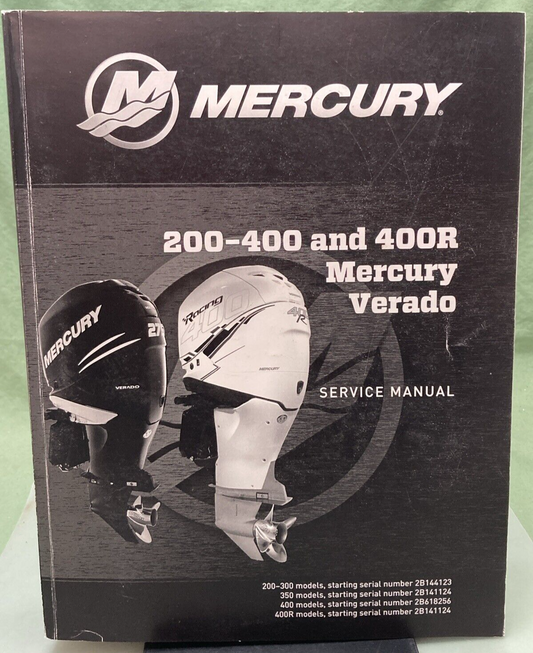 MERCURY
200-400 and 400R
Mercury
Verado
Racing
400
400
R
MERCURY
27
MERCURY
VERADO
SERVICE MANUAL
200-300 models, starting serial number 2B144123
350 models, starting serial number 2B141124
400 models, starting serial number 2B618256
400R models, starting serial number 2B141124